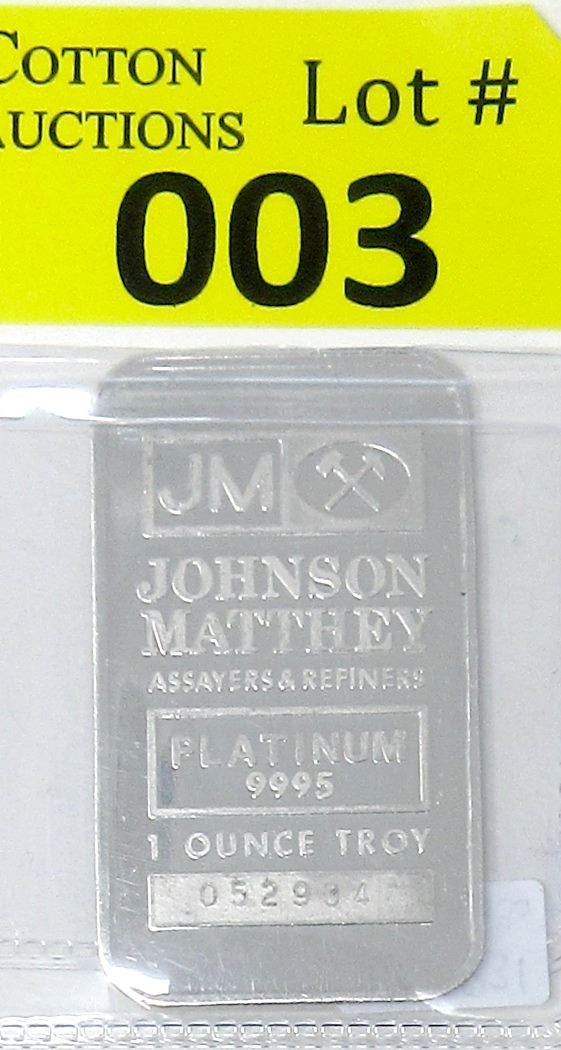 COTTON
AUCTIONS
Lot #
003
JM
JOHNSON
MATTHEY
ASSAYERS & REFINERS
PLATINUM
9995
1 OUNCE TROY
052934